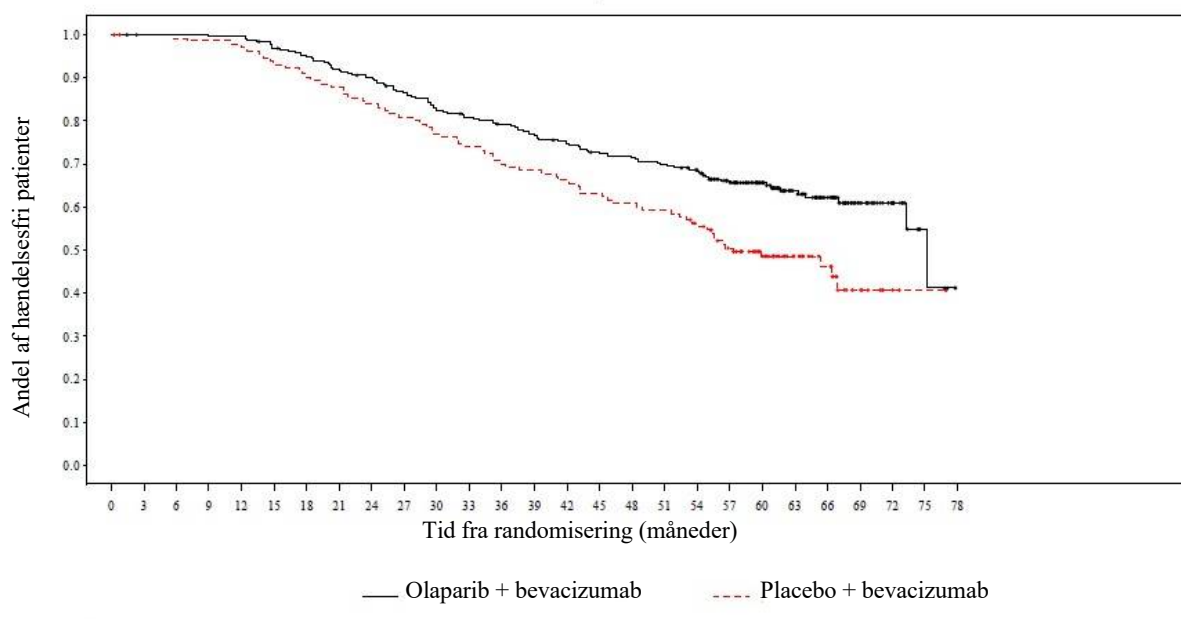 1.0
0.9
0.8
0.7
0.6
0.5
0.4
0.3
0.2
0.1
0.0
Andel af hændelsesfri patienter
0 3 6 9 12 15 18 21 24 27 30 33 36 39 42 45 48 51 54 57 60 63 66 69 72 75 78
Tid fra randomisering (måneder)
Olaparib + bevacizumab Placebo + bevacizumab